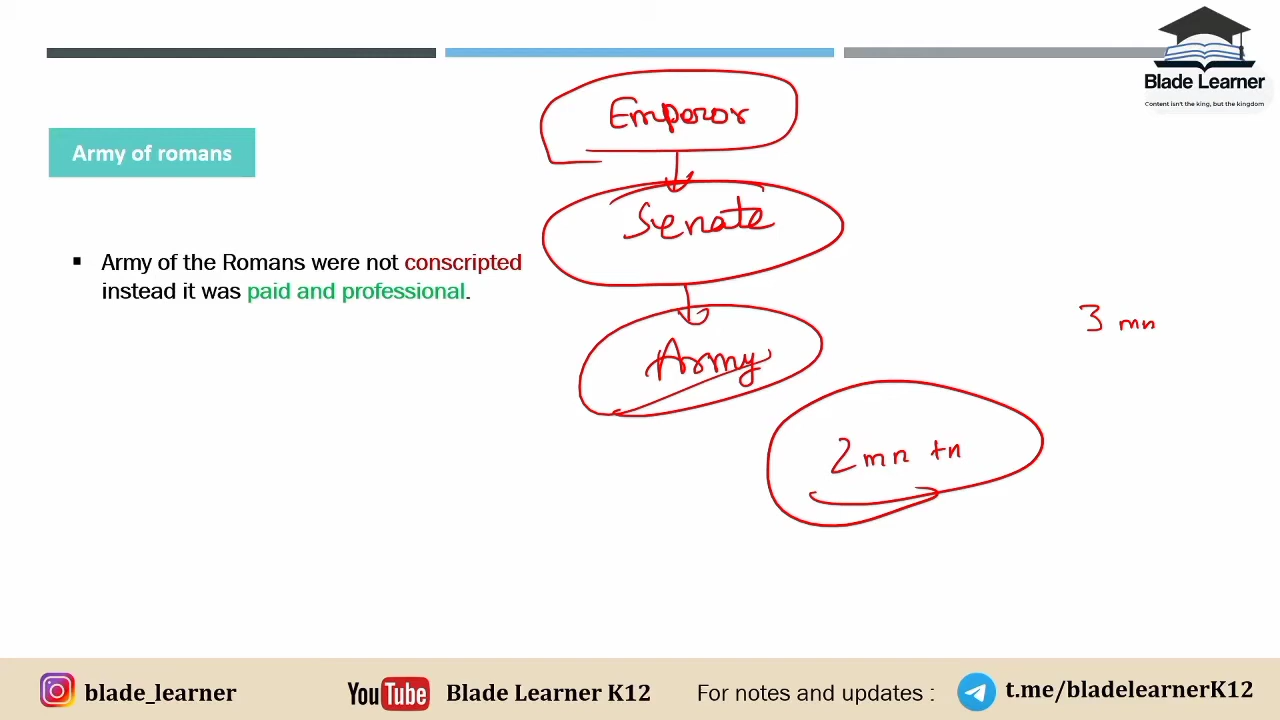 Blade Learner
Content isn't the king, but the kingdom
Emperor
Army of romans
Senate
▪ Army of the Romans were not conscripted
instead it was paid and professional.
3 mn
Army
2mn tn
blade_learner
YouTube Blade Learner K12
For notes and updates :
t.me/bladelearnerK12